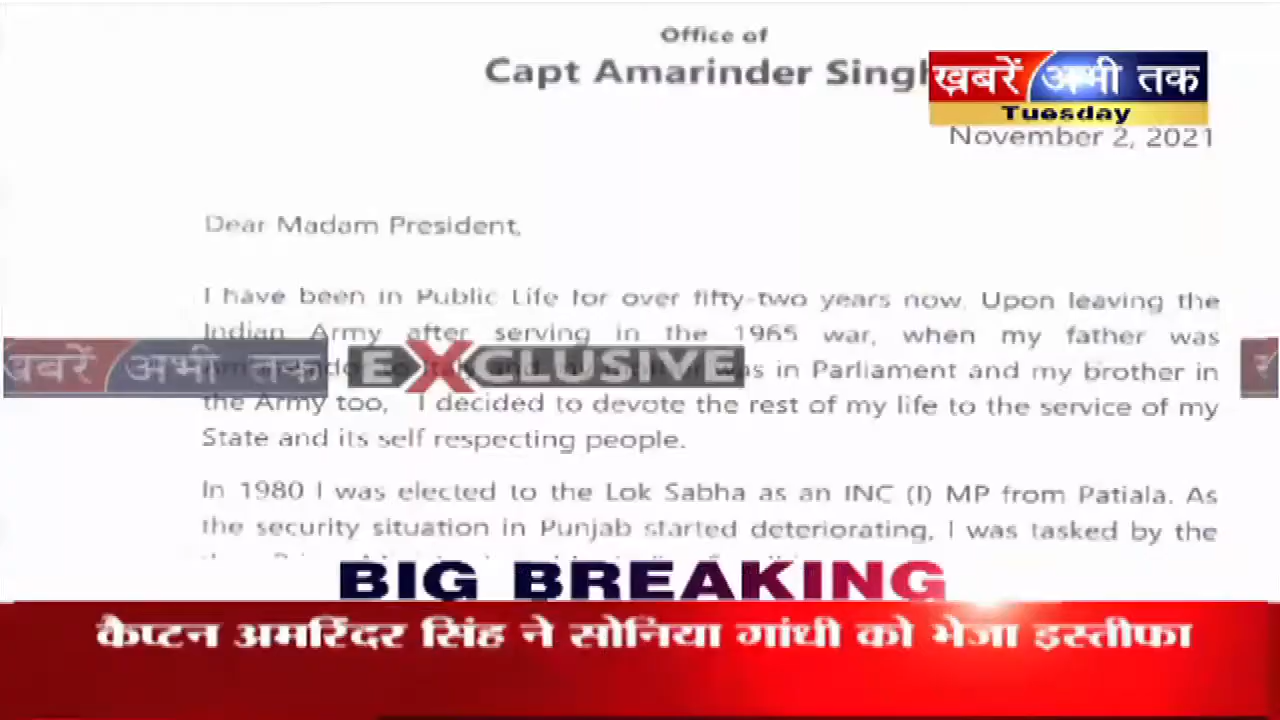 Office of
Capt Amarinder Singh
ख़बरें अभी तक
Tuesday
November 2, 2021
Dear Madam President,
I have been in Public Life for over fifty-two years now. Upon leaving the
Indian Army after serving in the 1965 war, when my father was
was in Parliament and my brother in
the Army too, I decided to devote the rest of my life to the service of my
State and its self respecting people.
ख़बरें अभी तक
EXCLUSIVE
In 1980 I was elected to the Lok Sabha as an INC (I) MP from Patiala. As
the security situation in Punjab started deteriorating, I was tasked by the
BIG BREAKING
कैप्टन अमरिंदर सिंह ने सोनिया गांधी को भेजा इस्तीफा